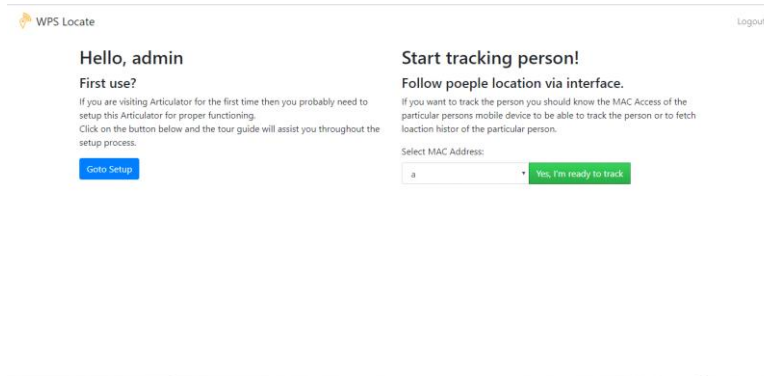 WPS Locate
Logout
Hello, admin
First use?
If you are visiting Articulator for the first time then you probably need to
setup this Articulator for proper functioning.
Click on the button below and the tour guide will assist you throughout the
setup process.
Goto Setup
Start tracking person!
Follow poeple location via interface.
If you want to track the person you should know the MAC Access of the
particular persons mobile device to be able to track the person or to fetch
loaction histor of the particular person.
Select MAC Address:
a
Yes, I'm ready to track